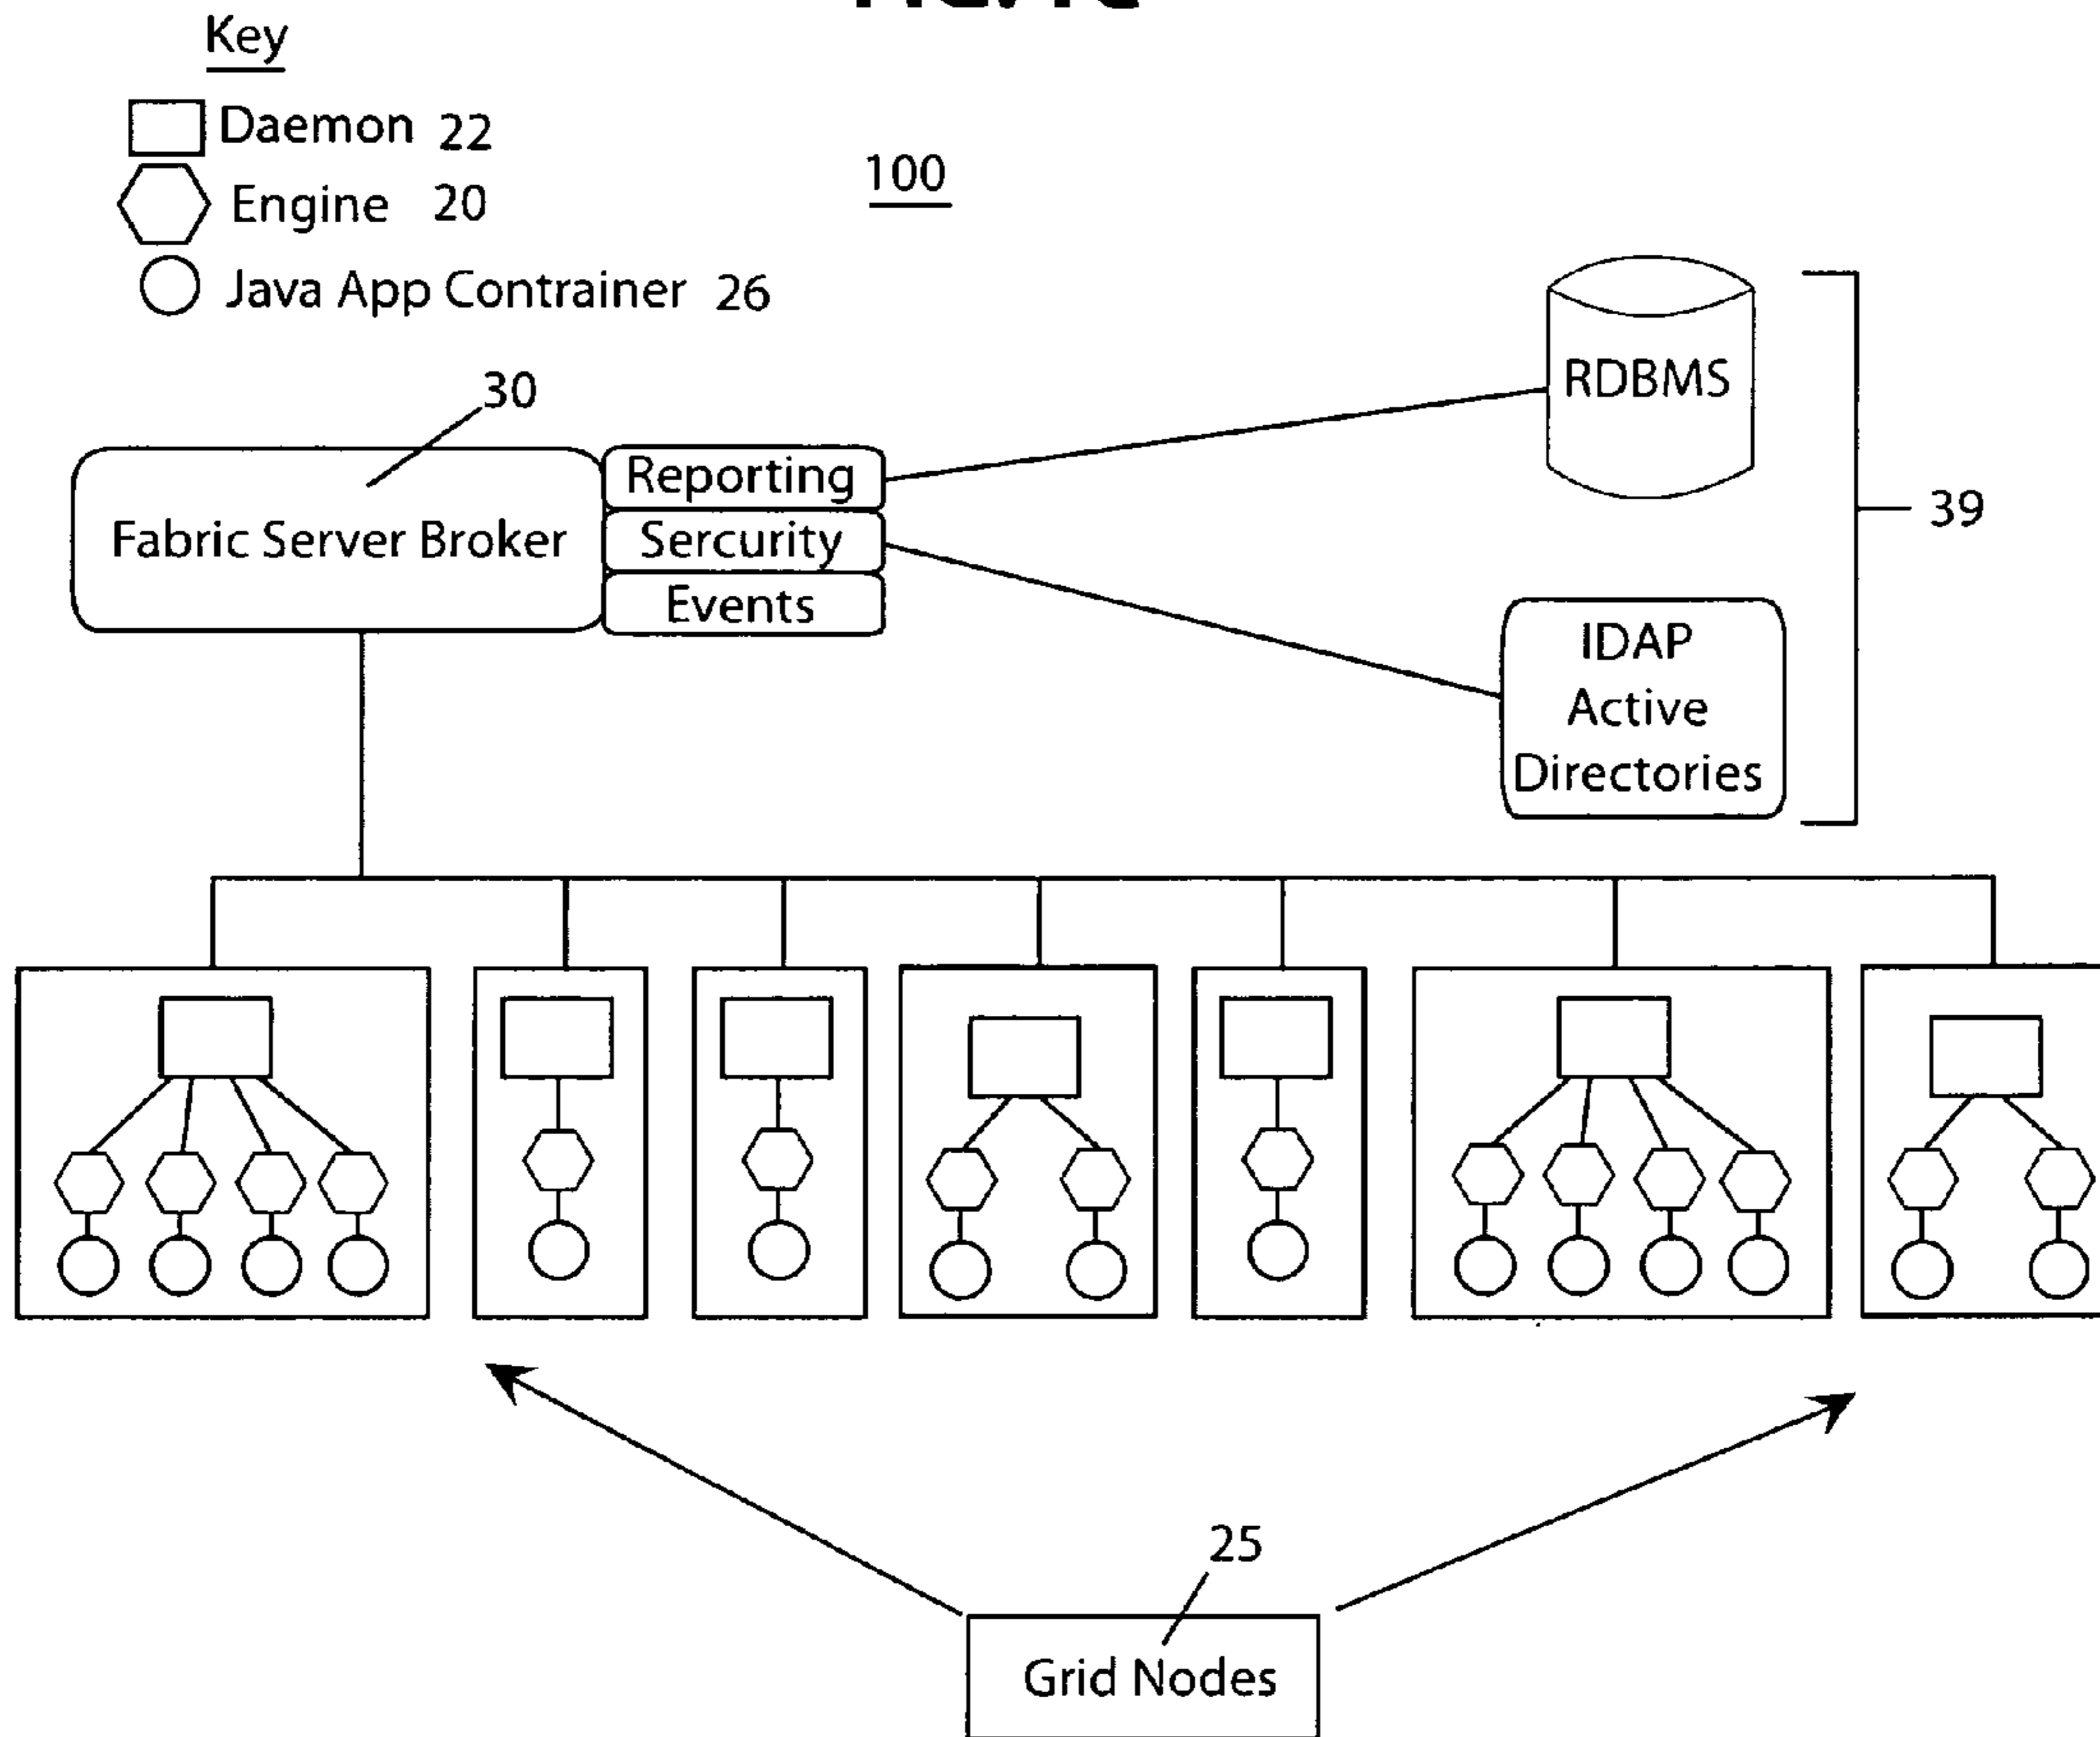 Key
Daemon 22
Engine 20
Java App Contrainer 26
100
30
Reporting
Fabric Server Broker
Sercurity
Events
RDBMS
39
IDAP
Active
Directories
25
Grid Nodes